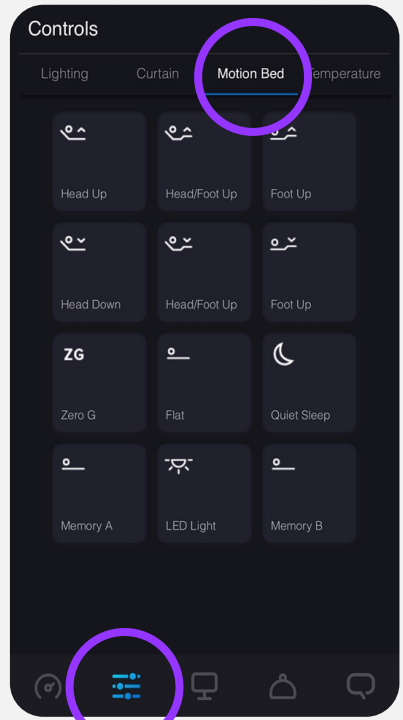 Controls
Lighting Curtain Motion Bed Temperature
Head Up Head/Foot Up Foot Up
Head Down Head/Foot Up Foot Up
ZG
Zero G Flat Quiet Sleep
Memory A LED Light Memory B